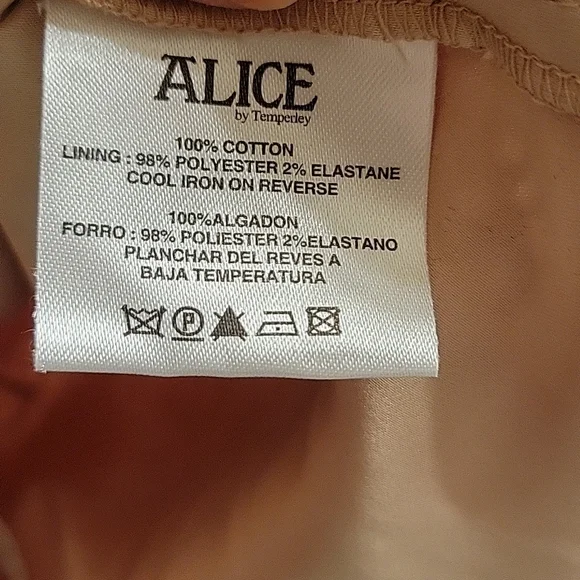 ALICE
by Temperley
100% COTTON
LINING : 98% POLYESTER 2% ELASTANE
COOL IRON ON REVERSE
100%ALGADON
FORRO : 98% POLIESTER 2%ELASTANO
PLANCHAR DEL REVES A
BAJA TEMPERATURA
P